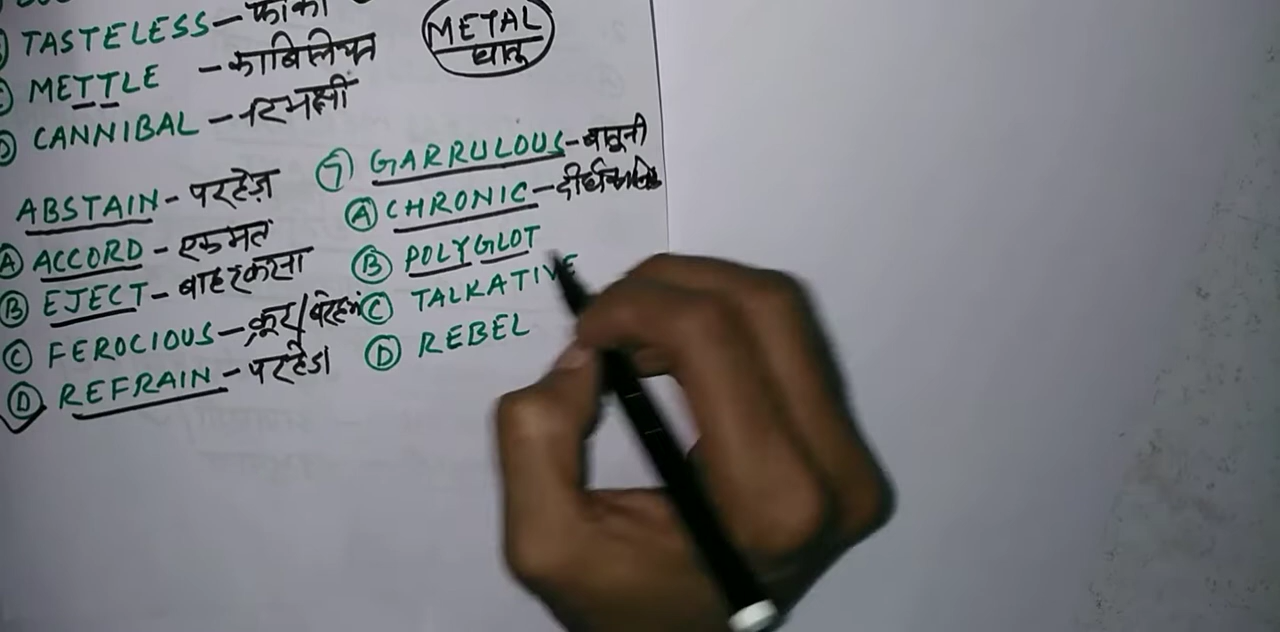 TASTELESS - फीका
METTLE - काबिलियत
CANNIBAL -
METAL
धातु
ABSTAIN - परहेज़
A ACCORD - एकमत
B EJECT - बाहर करना
C FEROCIOUS - क्रूर/बेरहम
D REFRAIN - परहेज
7 GARRULOUS - बातूनी
A CHRONIC -
B POLYGLOT
C TALKATIVE
D REBEL